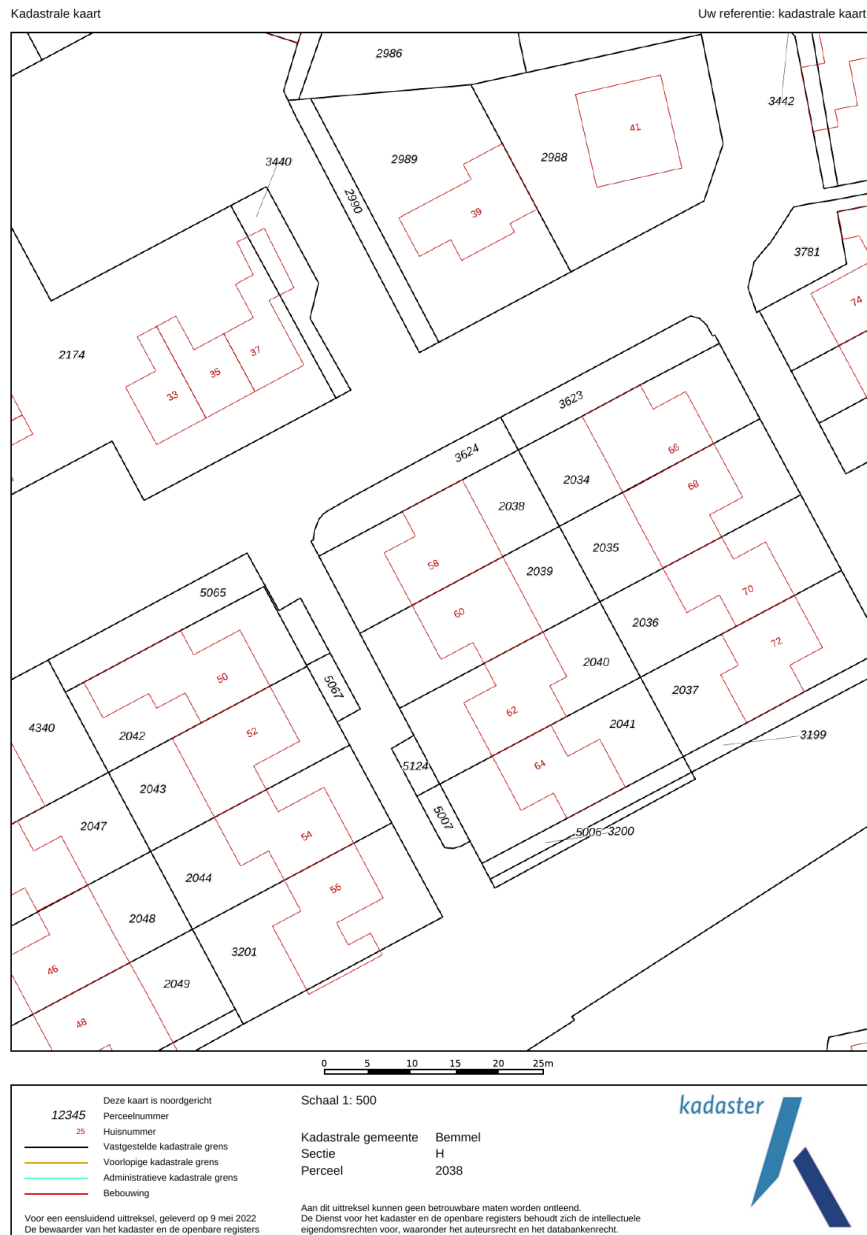 Kadastrale kaart
Uw referentie: kadastrale kaart
2986
3442
41
2989
2988
3440
2990
39
3781
74
2174
37
35
33
3623
3624
66
2034
2038
68
2035
2039
58
5065
70
60
2036
72
2040
50
5067
2037
62
4340
2042
52
2041
3199
64
5124
2043
5007
2047
5006
3200
54
2044
56
2048
3201
46
2049
48
0 5 10 15 20 25m
Deze kaart is noordgericht
12345 Perceelnummer
25 Huisnummer
Vastgestelde kadastrale grens
Voorlopige kadastrale grens
Administratieve kadastrale grens
Bebouwing
Voor een eensluidend uittreksel, geleverd op 9 mei 2022
De bewaarder van het kadaster en de openbare registers
Schaal 1: 500
Kadastrale gemeente Bemmel
Sectie H
Perceel 2038
Aan dit uittreksel kunnen geen betrouwbare maten worden ontleend.
De Dienst voor het kadaster en de openbare registers behoudt zich de intellectuele
eigendomsrechten voor, waaronder het auteursrecht en het databankenrecht.
kadaster